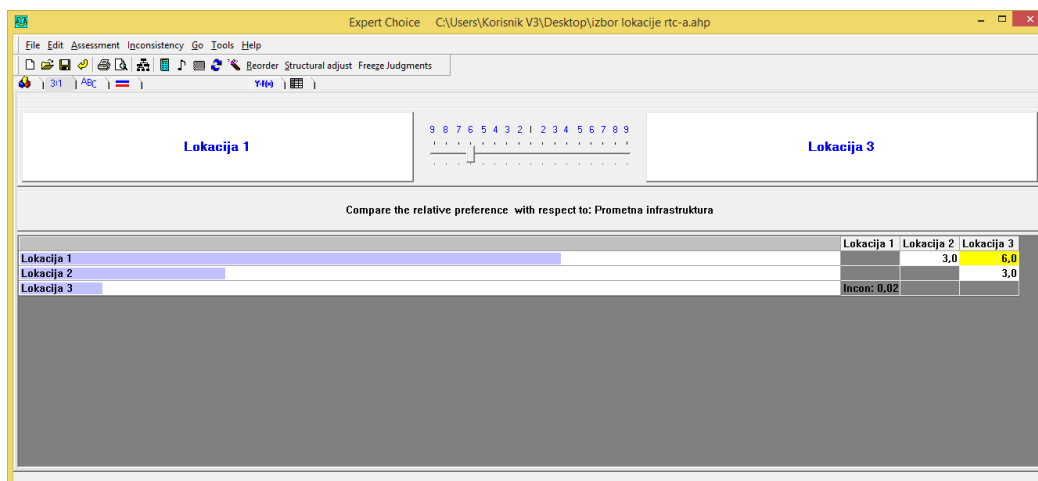 Expert Choice C:\Users\Korisnik V3\Desktop\izbor lokacije rtc-a.ahp
File Edit Assessment Inconsistency Go Tools Help
Reorder Structural adjust Freeze Judgments
3:1 ABC Y-f(x)
9 8 7 6 5 4 3 2 1 2 3 4 5 6 7 8 9
Lokacija 1 Lokacija 3
Compare the relative preference with respect to: Prometna infrastruktura
Lokacija 1 Lokacija 2 Lokacija 3
Lokacija 1 3,0 6,0
Lokacija 2 3,0
Lokacija 3 Incon: 0,02